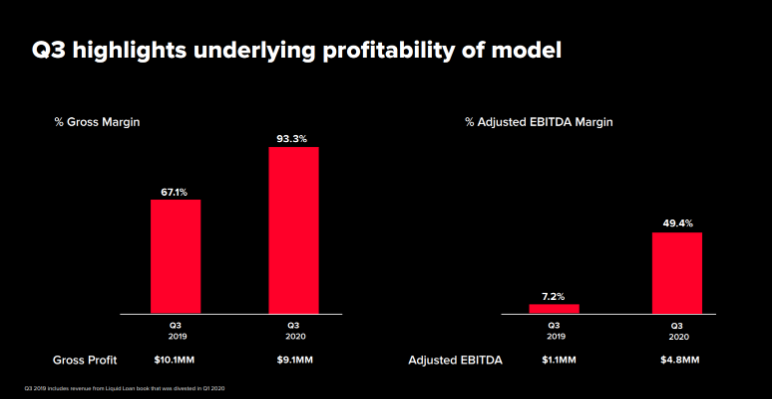 Q3 highlights underlying profitability of model
% Gross Margin
67.1%
93.3%
Q3
2019
Q3
2020
Gross Profit
$10.1MM
$9.1MM
% Adjusted EBITDA Margin
7.2%
49.4%
Q3
2019
Q3
2020
Adjusted EBITDA
$1.1MM
$4.8MM
Q3 2019 includes revenue from Liquid Loan book that was divested in Q1 2020